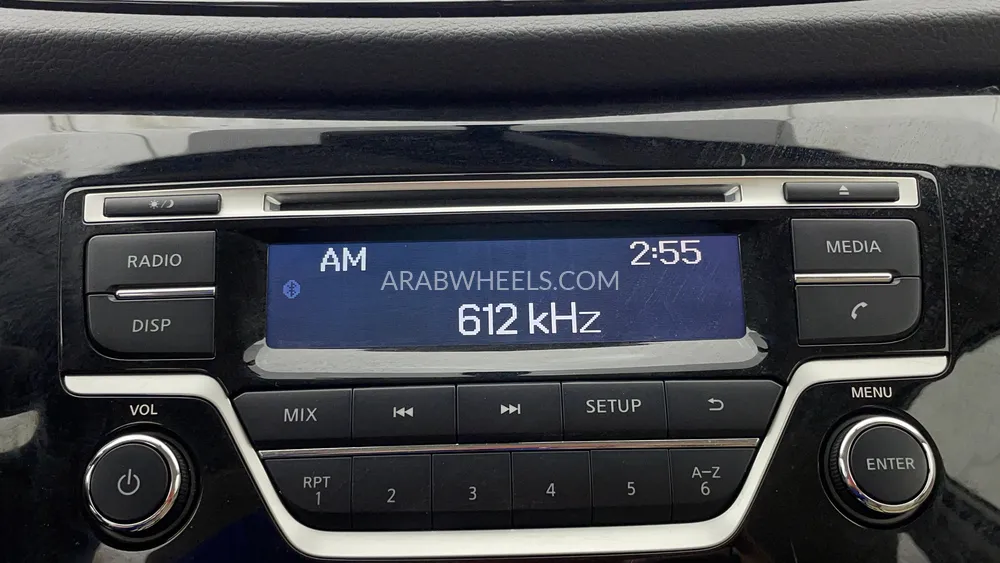 RADIO
DISP
AM 2:55
ARABWHEELS.COM
612 kHz
MEDIA
VOL
MENU
MIX
SETUP
ENTER
RPT
1
2
3
4
5
A–Z
6